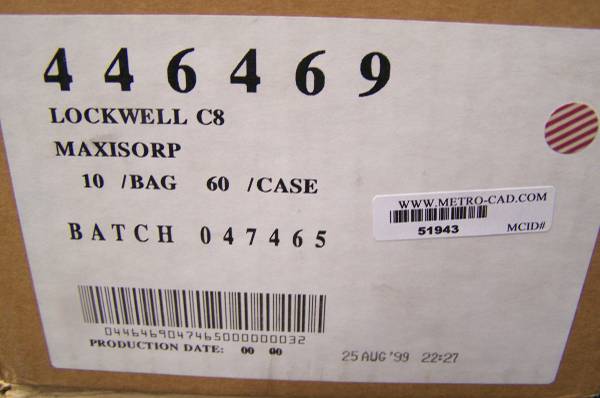 446469
LOCKWELL C8
MAXISORP
10 /BAG 60 /CASE
WWW.METRO-CAD.COM
51943 MCID#
BATCH 047465
04464690474650000000032
PRODUCTION DATE: 00 00
25 AUG '99 22:27